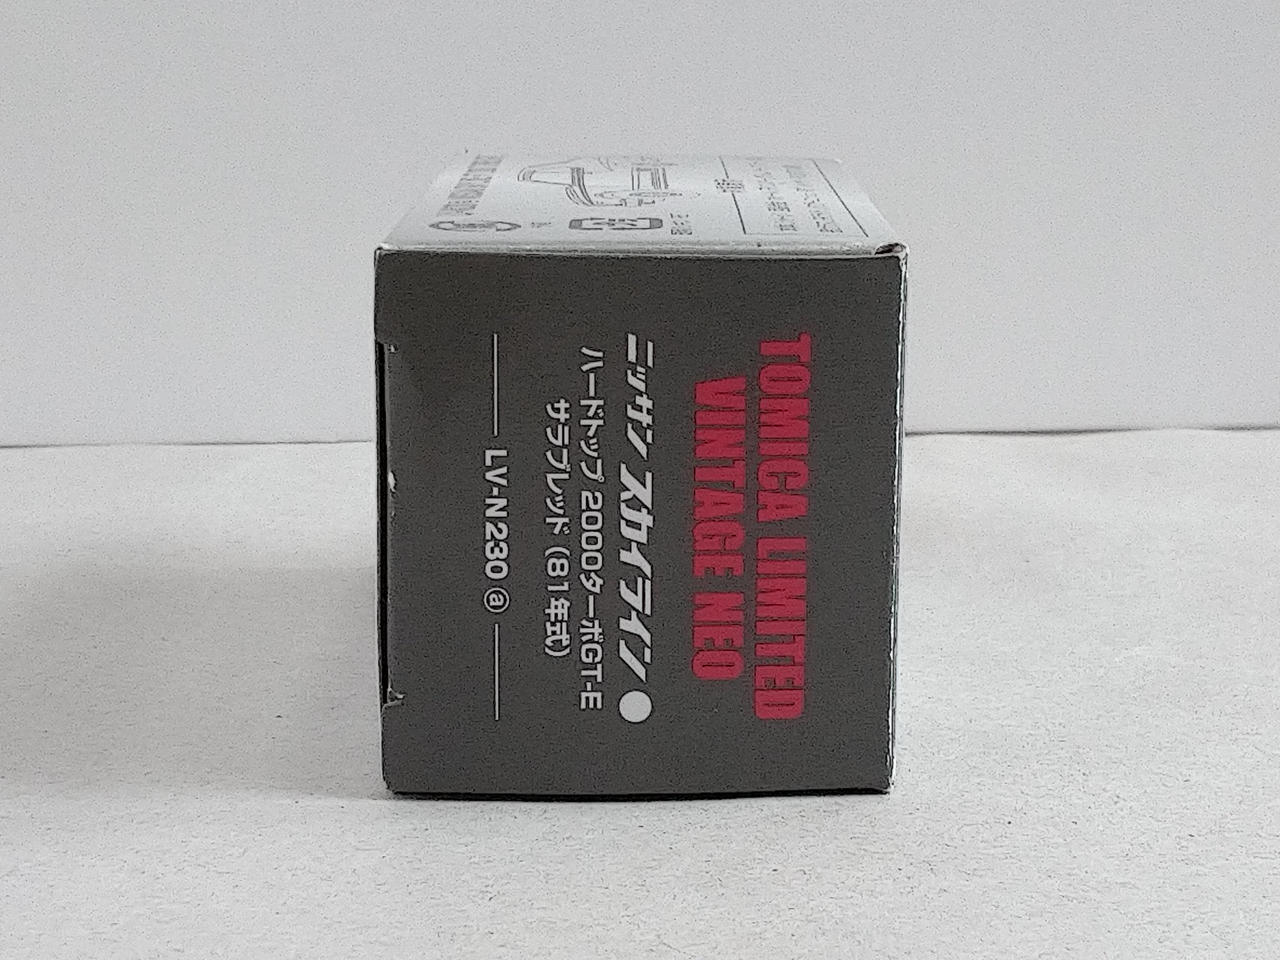 TOMICA LIMITED
VINTAGE NEO
ニッサン スカイライン
ハードトップ 2000ターボGT-E
サラブレッド (81年式)
LV-N230 ⓐ